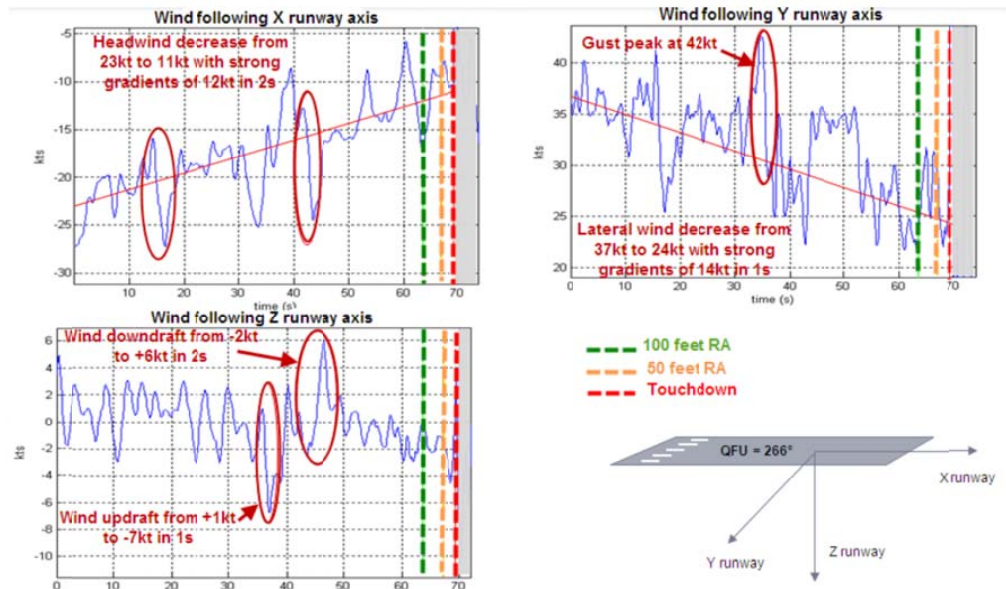 Wind following X runway axis
-5
-10
-15
-20
-25
-30
kts
Headwind decrease from
23kt to 11kt with strong
gradients of 12kt in 2s
10
20
30
40
50
60
70
time (s)
Wind following Y runway axis
40
35
30
25
20
kts
Gust peak at 42kt
Lateral wind decrease from
37kt to 24kt with strong
gradients of 14kt in 1s
0
10
20
30
40
50
60
70
time (s)
Wind following Z runway axis
6
4
2
0
-2
-4
-6
-8
-10
kts
Wind downdraft from -2kt
to +6kt in 2s
Wind updraft from +1kt
to -7kt in 1s
0
10
20
30
40
50
60
70
100 feet RA
50 feet RA
Touchdown
QFU = 266°
X runway
Y runway
Z runway